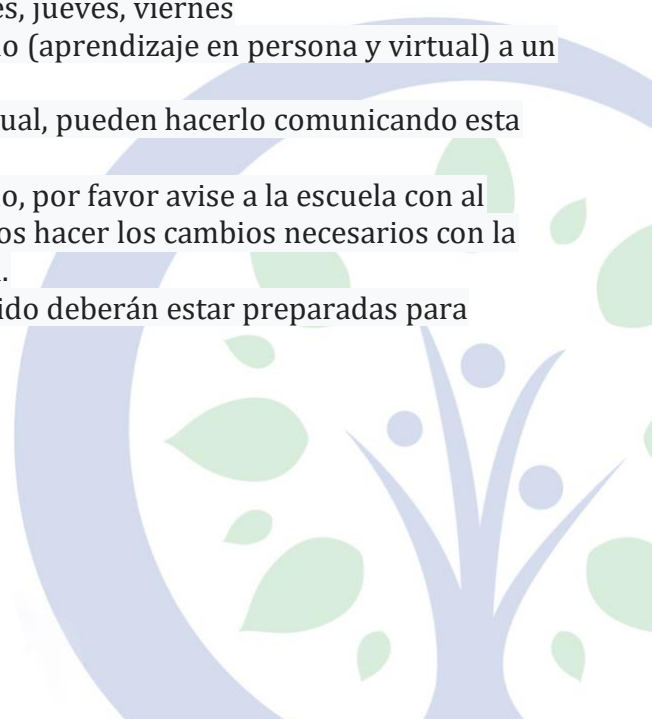 es, jueves, viernes
o (aprendizaje en persona y virtual) a un
ual, pueden hacerlo comunicando esta
o, por favor avise a la escuela con al
os hacer los cambios necesarios con la
.
ido deberán estar preparadas para